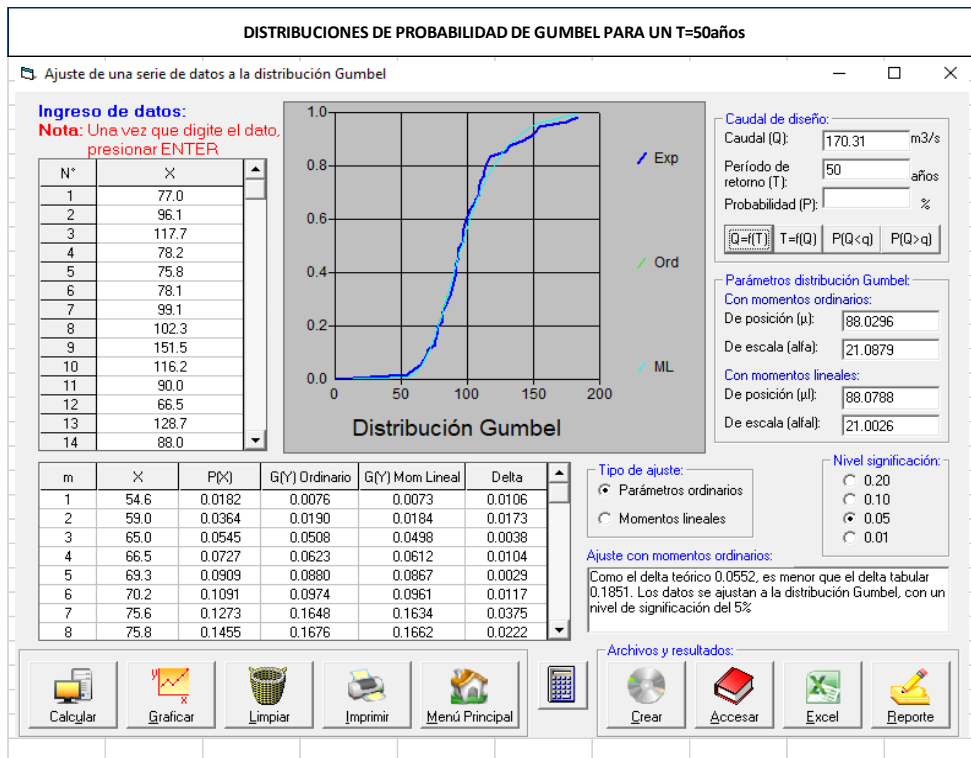 DISTRIBUCIONES DE PROBABILIDAD DE GUMBEL PARA UN T=50años
Ajuste de una serie de datos a la distribución Gumbel
Ingreso de datos:
Nota: Una vez que digite el dato,
presionar ENTER
N° X
1 77.0
2 96.1
3 117.7
4 78.2
5 75.8
6 78.1
7 99.1
8 102.3
9 151.5
10 116.2
11 90.0
12 66.5
13 128.7
14 88.0
1.0
0.8
0.6
0.4
0.2
0.0
0 50 100 150 200
Distribución Gumbel
Exp
Ord
ML
Caudal de diseño:
Caudal (Q): 170.31 m3/s
Período de
retorno (T): 50 años
Probabilidad (P): %
Q=f(T) T=f(Q) P(Q<q) P(Q>q)
Parámetros distribución Gumbel:
Con momentos ordinarios:
De posición (μ): 88.0296
De escala (alfa): 21.0879
Con momentos lineales:
De posición (μl): 88.0788
De escala (alfal): 21.0026
m X P(X) G(Y) Ordinario G(Y) Mom Lineal Delta
1 54.6 0.0182 0.0076 0.0073 0.0106
2 59.0 0.0364 0.0190 0.0184 0.0173
3 65.0 0.0545 0.0508 0.0498 0.0038
4 66.5 0.0727 0.0623 0.0612 0.0104
5 69.3 0.0909 0.0880 0.0867 0.0029
6 70.2 0.1091 0.0974 0.0961 0.0117
7 75.6 0.1273 0.1648 0.1634 0.0375
8 75.8 0.1455 0.1676 0.1662 0.0222
Tipo de ajuste:
Parámetros ordinarios
Momentos lineales
Nivel significación:
0.20
0.10
0.05
0.01
Ajuste con momentos ordinarios:
Como el delta teórico 0.0552, es menor que el delta tabular
0.1851. Los datos se ajustan a la distribución Gumbel, con un
nivel de significación del 5%
Calcular Graficar Limpiar Imprimir Menú Principal
Archivos y resultados:
Crear Accesar Excel Reporte